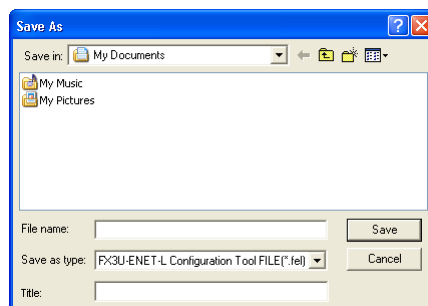 Save As
Save in: My Documents
My Music
My Pictures
File name:
Save
Save as type: FX3U-ENET-L Configuration Tool FILE(*.fel)
Cancel
Title: